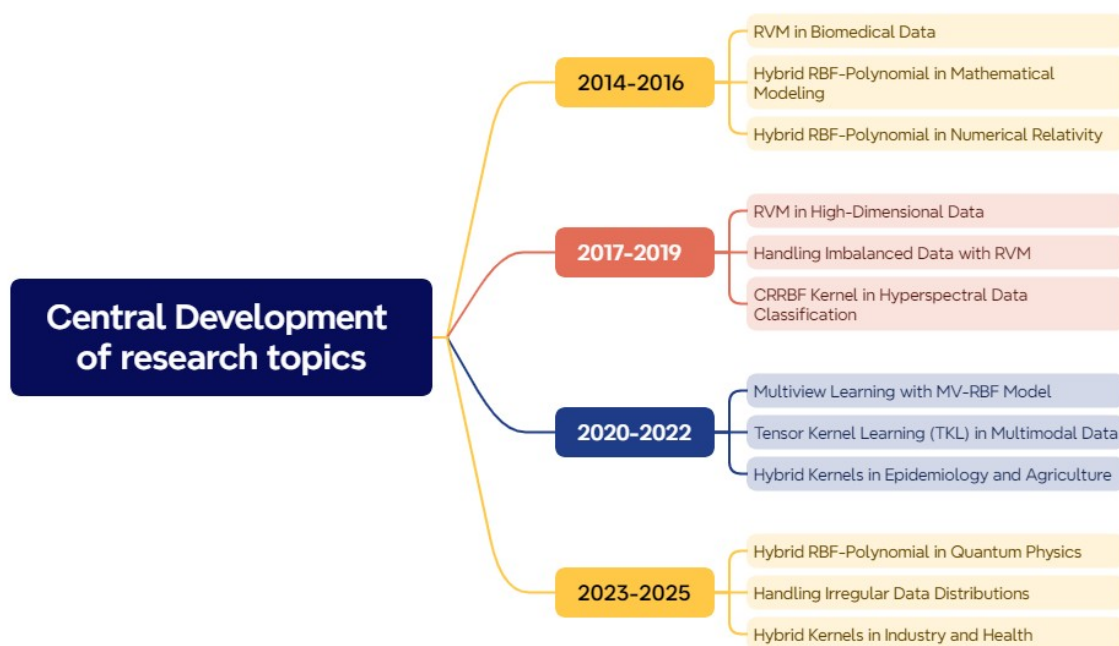 Central Development
of research topics
2014-2016
RVM in Biomedical Data
Hybrid RBF-Polynomial in Mathematical
Modeling
Hybrid RBF-Polynomial in Numerical Relativity
2017-2019
RVM in High-Dimensional Data
Handling Imbalanced Data with RVM
CRRBF Kernel in Hyperspectral Data
Classification
2020-2022
Multiview Learning with MV-RBF Model
Tensor Kernel Learning (TKL) in Multimodal Data
Hybrid Kernels in Epidemiology and Agriculture
2023-2025
Hybrid RBF-Polynomial in Quantum Physics
Handling Irregular Data Distributions
Hybrid Kernels in Industry and Health